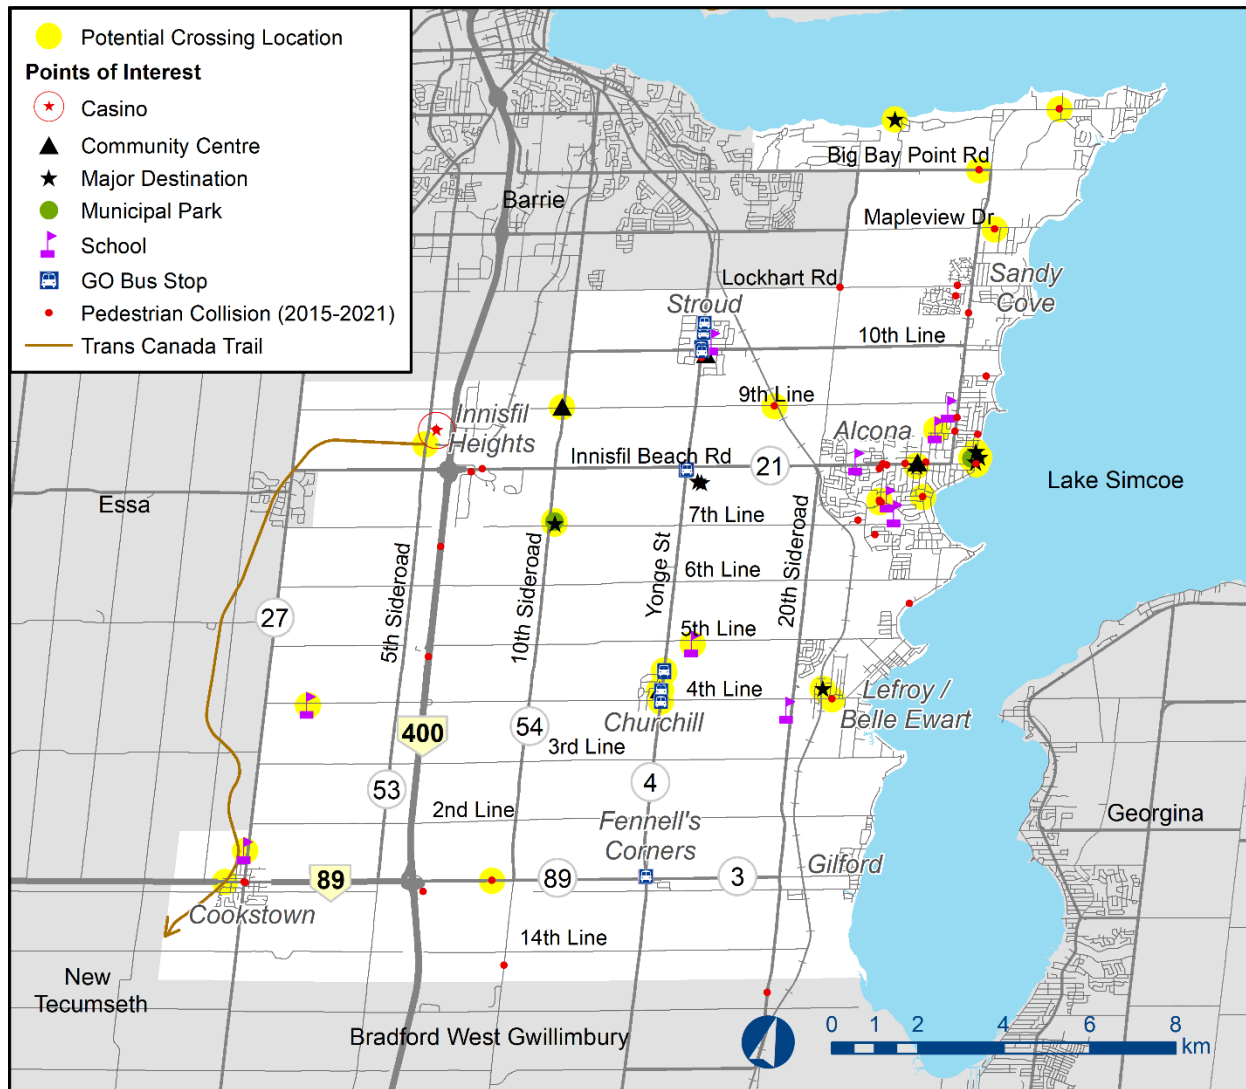 Potential Crossing Location
Points of Interest
Casino
Community Centre
Major Destination
Municipal Park
School
GO Bus Stop
Pedestrian Collision (2015-2021)
Trans Canada Trail
Big Bay Point Rd
Barrie
Mapleview Dr
Lockhart Rd
Sandy
Cove
Stroud
10th Line
9th Line
Innisfil
Heights
Alcona
Innisfil Beach Rd
21
Lake Simcoe
Essa
7th Line
6th Line
5th Sideroad
10th Sideroad
Yonge St
20th Sideroad
27
5th Line
4th Line
Lefroy /
Belle Ewart
Churchill
54
400
3rd Line
53
4
2nd Line
Georgina
Fennell's
Corners
Gilford
89
89
3
Cookstown
14th Line
New
Tecumseth
Bradford West Gwillimbury
0 1 2 4 6 8
km